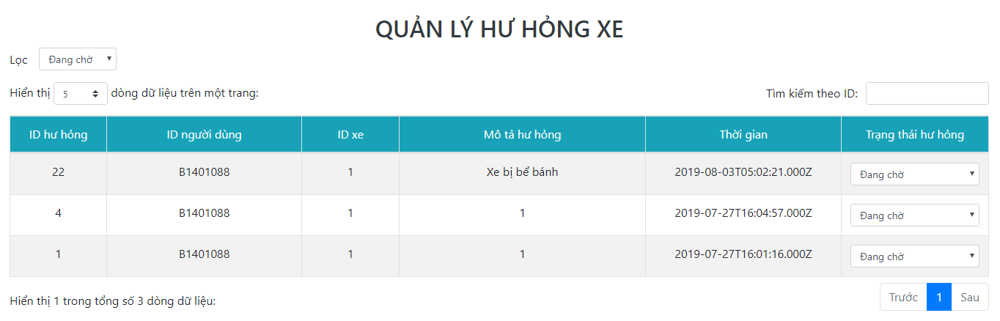 QUẢN LÝ HƯ HỎNG XE
Lọc Đang chờ
Hiển thị 5 dòng dữ liệu trên một trang: Tìm kiếm theo ID:
ID hư hỏng ID người dùng ID xe Mô tả hư hỏng Thời gian Trạng thái hư hỏng
22 B1401088 1 Xe bị bể bánh 2019-08-03T05:02:21.000Z Đang chờ
4 B1401088 1 1 2019-07-27T16:04:57.000Z Đang chờ
1 B1401088 1 1 2019-07-27T16:01:16.000Z Đang chờ
Hiển thị 1 trong tổng số 3 dòng dữ liệu: Trước 1 Sau